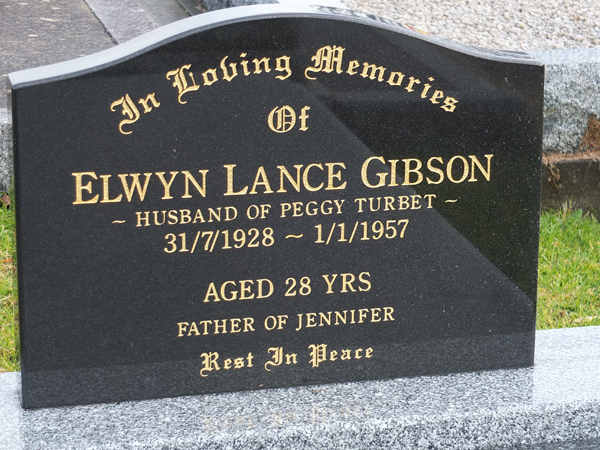 In Loving Memories
Of
ELWYN LANCE GIBSON
~ HUSBAND OF PEGGY TURBET ~
31/7/1928 ~ 1/1/1957
AGED 28 YRS
FATHER OF JENNIFER
Rest In Peace